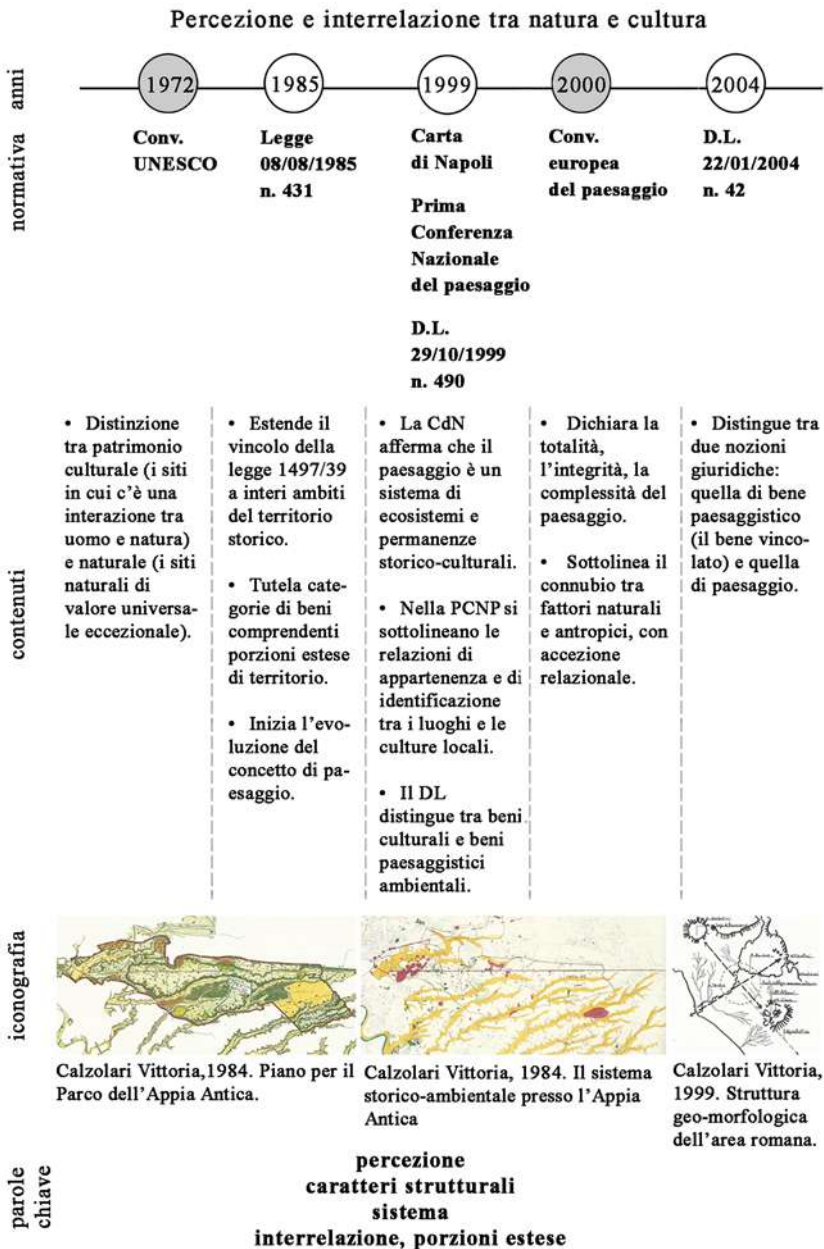 Percezione e interrelazione tra natura e cultura
anni
1972
1985
1999
2000
2004
normativa
Conv.
UNESCO
Legge
08/08/1985
n. 431
Carta
di Napoli
Prima
Conferenza
Nazionale
del paesaggio
D.L.
29/10/1999
n. 490
Conv.
europea
del paesaggio
D.L.
22/01/2004
n. 42
contenuti
• Distinzione
tra patrimonio
culturale (i siti
in cui c'è una
interazione tra
uomo e natura)
e naturale (i siti
naturali di
valore universa-
le eccezionale).
• Estende il
vincolo della
legge 1497/39
a interi ambiti
del territorio
storico.
• Tutela cate-
gorie di beni
comprendenti
porzioni estese
di territorio.
• Inizia l'evo-
luzione del
concetto di pa-
esaggio.
• La CdN
afferma che il
paesaggio è un
sistema di
ecosistemi e
permanenze
storico-culturali.
• Nella PCNP si
sottolineano le
relazioni di
appartenenza e di
identificazione
tra i luoghi e le
culture locali.
• Il DL
distingue tra beni
culturali e beni
paesaggistici
ambientali.
• Dichiara la
totalità,
l'integrità, la
complessità del
paesaggio.
• Sottolinea il
connubio tra
fattori naturali
e antropici, con
accezione
relazionale.
• Distingue tra
due nozioni
giuridiche:
quella di bene
paesaggistico
(il bene vinco-
lato) e quella
di paesaggio.
iconografia
Calzolari Vittoria,1984. Piano per il
Parco dell'Appia Antica.
Calzolari Vittoria, 1984. Il sistema
storico-ambientale presso l'Appia
Antica
Calzolari Vittoria,
1999. Struttura
geo-morfologica
dell'area romana.
parole
chiave
percezione
caratteri strutturali
sistema
interrelazione, porzioni estese